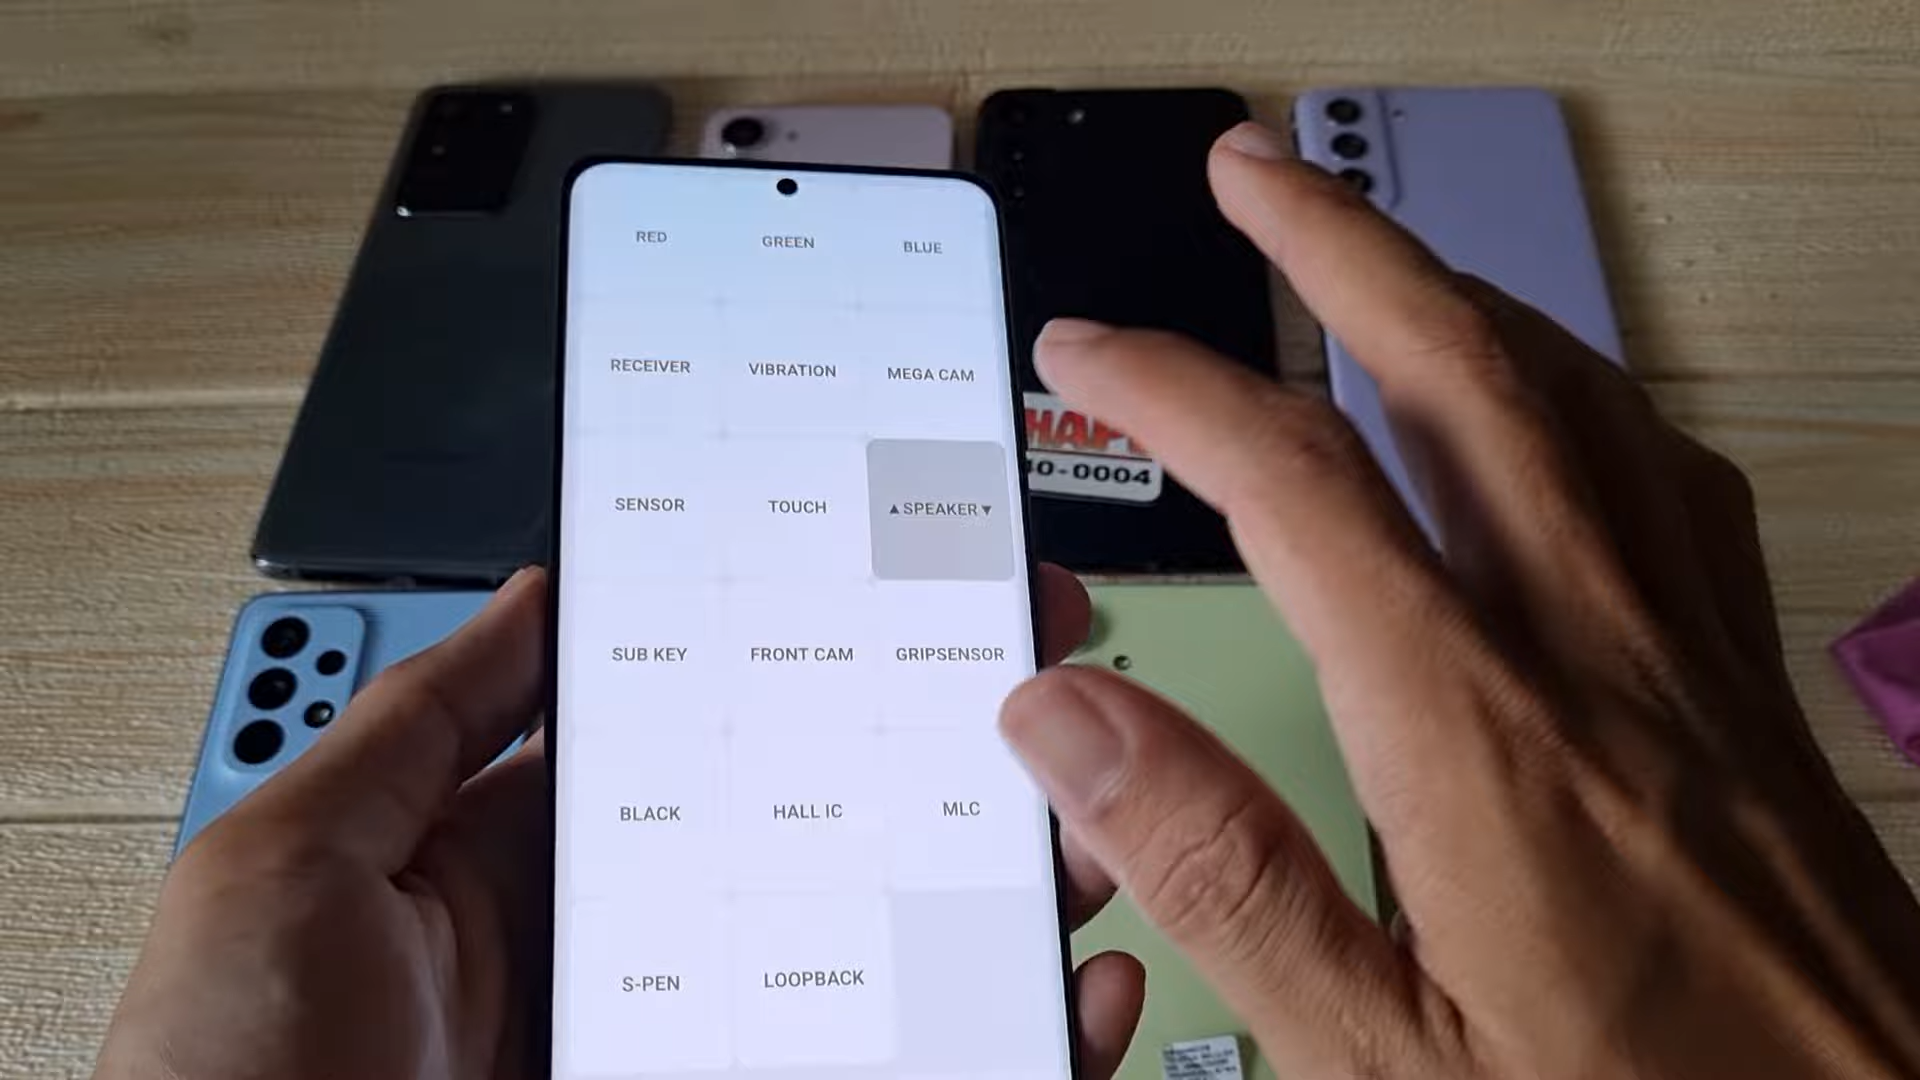 RED GREEN BLUE
RECEIVER VIBRATION MEGA CAM
SENSOR TOUCH ▲SPEAKER▼
SUB KEY FRONT CAM GRIPSENSOR
BLACK HALL IC MLC
S-PEN LOOPBACK
0-0004